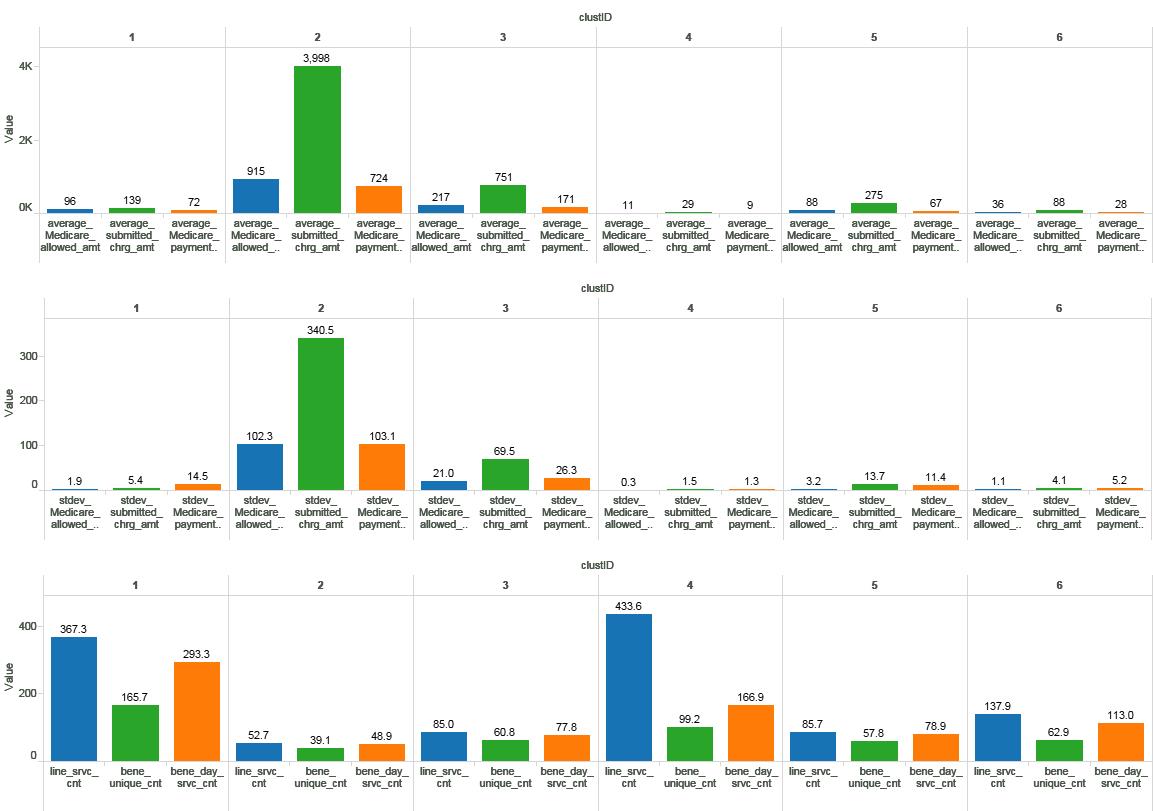 clustID
1 2 3 4 5 6
4K
2K
0K
Value
96 139 72 915 3,998 724 217 751 171 11 29 9 88 275 67 36 88 28
average_ average_ average_ average_ average_ average_ average_ average_ average_ average_ average_ average_ average_ average_ average_ average_ average_ average_
Medicare_ submitted_ Medicare_ Medicare_ submitted_ Medicare_ Medicare_ submitted_ Medicare_ Medicare_ submitted_ Medicare_ Medicare_ submitted_ Medicare_ Medicare_ submitted_ Medicare_
allowed_amt chrg_amt payment.. allowed_.. chrg_amt payment.. allowed_amt chrg_amt payment.. allowed_.. chrg_amt payment.. allowed_amt chrg_amt payment.. allowed_.. chrg_amt payment..
clustID
1 2 3 4 5 6
300
200
100
0
Value
1.9 5.4 14.5 102.3 340.5 103.1 21.0 69.5 26.3 0.3 1.5 1.3 3.2 13.7 11.4 1.1 4.1 5.2
stdev_ stdev_ stdev_ stdev_ stdev_ stdev_ stdev_ stdev_ stdev_ stdev_ stdev_ stdev_ stdev_ stdev_ stdev_ stdev_ stdev_ stdev_
Medicare_ submitted_ Medicare_ Medicare_ submitted_ Medicare_ Medicare_ submitted_ Medicare_ Medicare_ submitted_ Medicare_ Medicare_ submitted_ Medicare_ Medicare_ submitted_ Medicare_
allowed_.. chrg_amt payment.. allowed_.. chrg_amt payment.. allowed_.. chrg_amt payment.. allowed_.. chrg_amt payment.. allowed_.. chrg_amt payment.. allowed_.. chrg_amt payment..
clustID
1 2 3 4 5 6
400
200
0
Value
367.3 165.7 293.3 52.7 39.1 48.9 85.0 60.8 77.8 433.6 99.2 166.9 85.7 57.8 78.9 137.9 62.9 113.0
line_srvc_ bene_ bene_day_ line_srvc_ bene_ bene_day_ line_srvc_ bene_ bene_day_ line_srvc_ bene_ bene_day_ line_srvc_ bene_ bene_day_ line_srvc_ bene_ bene_day_
cnt unique_cnt srvc_cnt cnt unique_cnt srvc_cnt cnt unique_cnt srvc_cnt cnt unique_cnt srvc_cnt cnt unique_cnt srvc_cnt cnt unique_cnt srvc_cnt